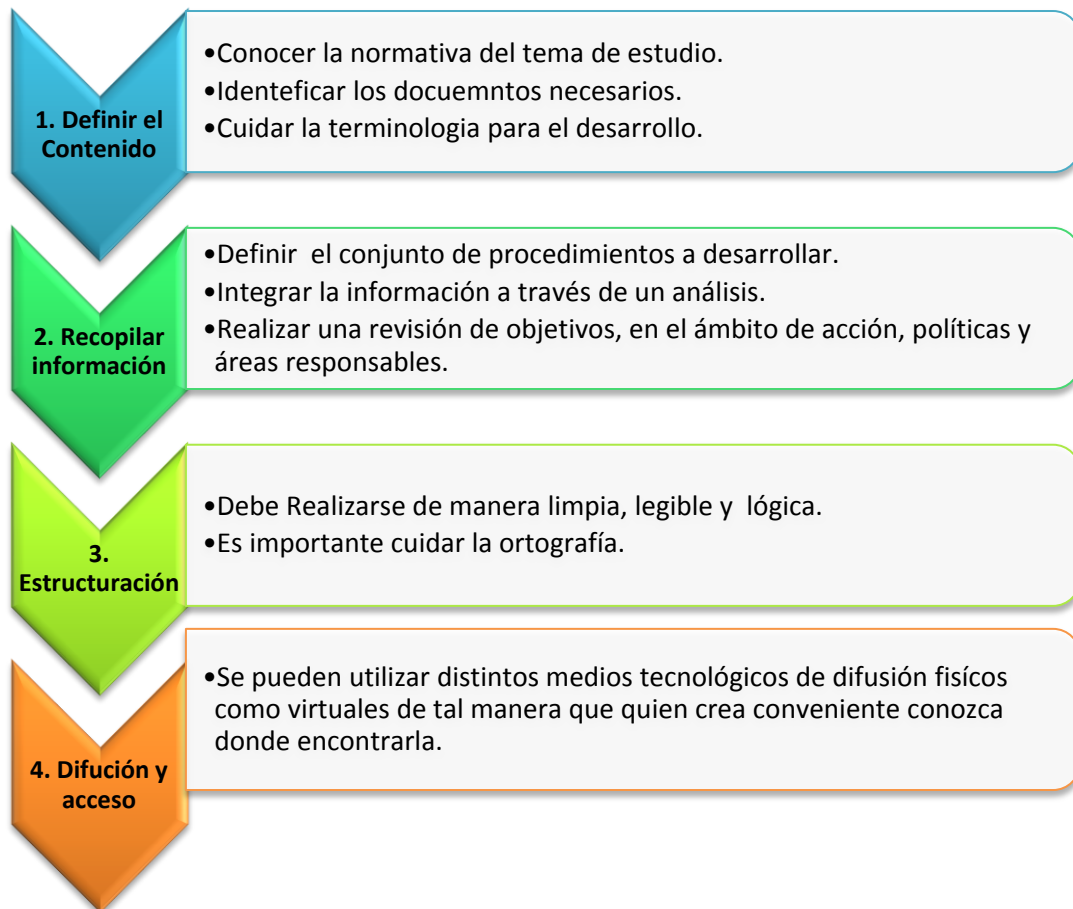 1. Definir el
Contenido
•Conocer la normativa del tema de estudio.
•Identeficar los docuemntos necesarios.
•Cuidar la terminologia para el desarrollo.
2. Recopilar
información
•Definir  el conjunto de procedimientos a desarrollar.
•Integrar la información a través de un análisis.
•Realizar una revisión de objetivos, en el ámbito de acción, políticas y
áreas responsables.
3.
Estructuración
•Debe Realizarse de manera limpia, legible y  lógica.
•Es importante cuidar la ortografía.
4. Difución y
acceso
•Se pueden utilizar distintos medios tecnológicos de difusión fisícos
como virtuales de tal manera que quien crea conveniente conozca
donde encontrarla.